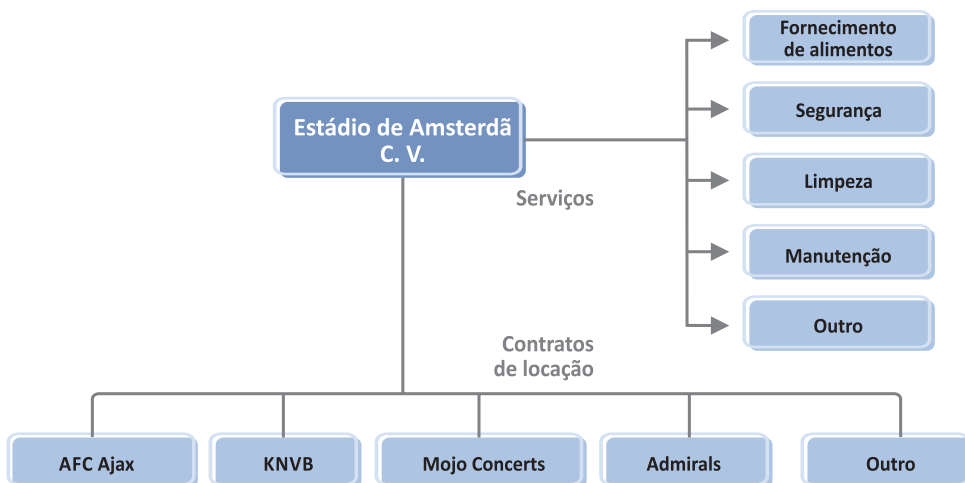 Fornecimento
de alimentos
Estádio de Amsterdã
C. V.
Segurança
Limpeza
Serviços
Manutenção
Outro
Contratos
de locação
AFC Ajax
KNVB
Mojo Concerts
Admirals
Outro